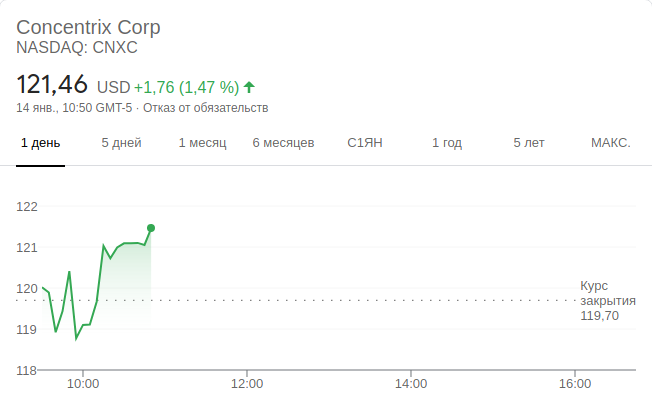 Concentrix Corp
NASDAQ: CNXC
121,46 USD +1,76 (1,47 %)
14 янв., 10:50 GMT-5 · Отказ от обязательств
1 день 5 дней 1 месяц 6 месяцев С1ЯН 1 год 5 лет МАКС.
122
121
120
Курс
закрытия
119,70
119
118
10:00 12:00 14:00 16:00